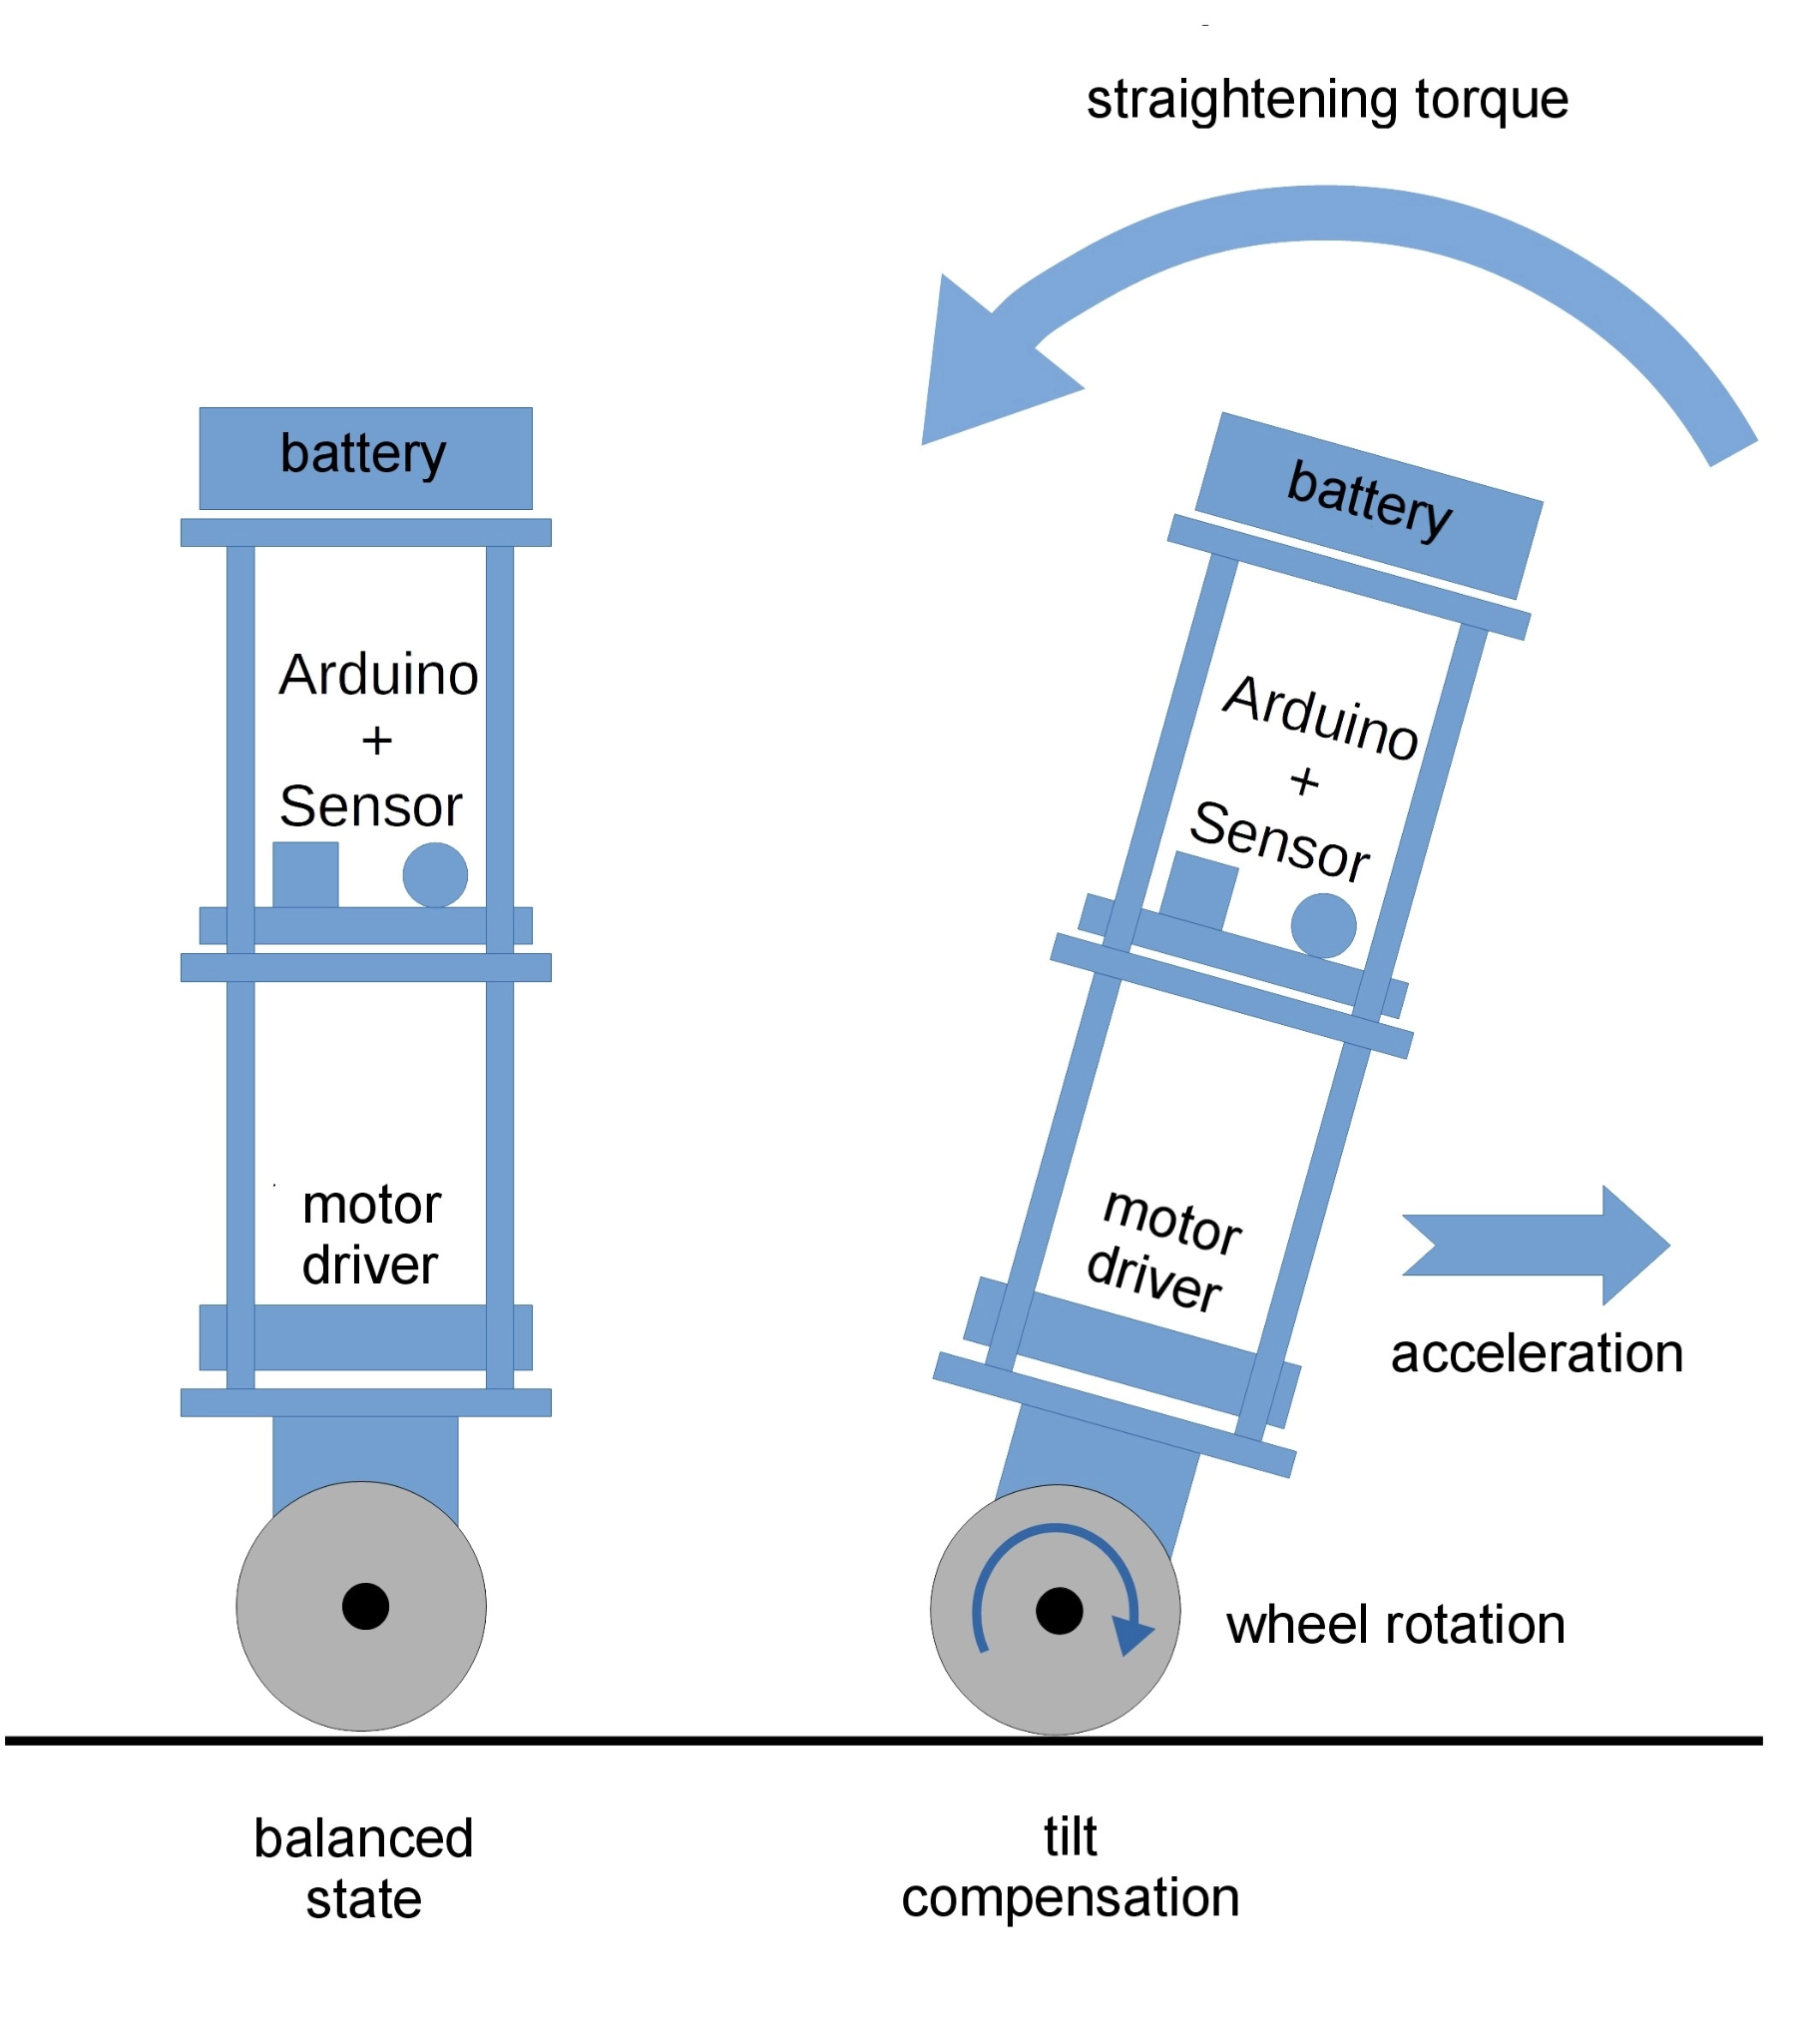 straightening torque
battery
Arduino
+
Sensor
motor
driver
balanced
state
battery
Arduino
+
Sensor
motor
driver
acceleration
wheel rotation
tilt
compensation